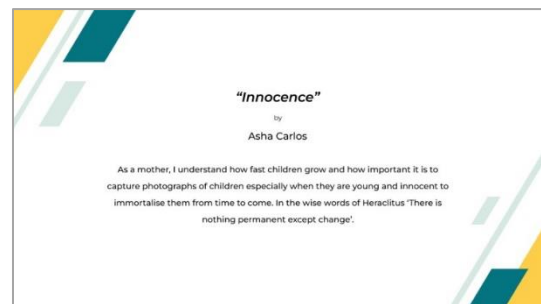 “Innocence”
by
Asha Carlos
As a mother, I understand how fast children grow and how important it is to
capture photographs of children especially when they are young and innocent to
immortalise them from time to come. In the wise words of Heraclitus ‘There is
nothing permanent except change’.